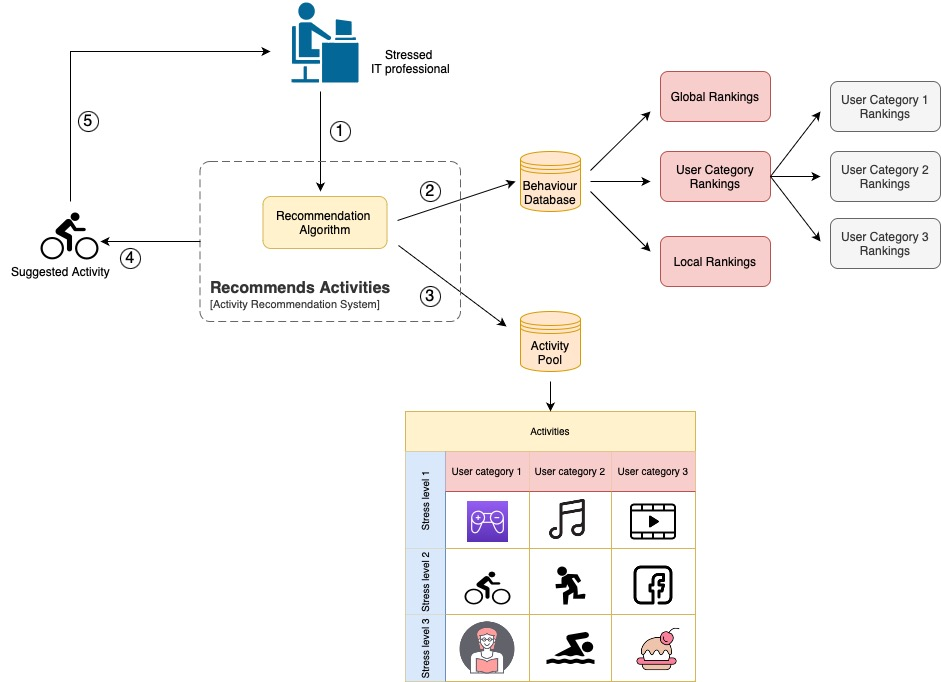 Stressed
IT professional
5
1
Global Rankings
User Category 1
Rankings
2
Behaviour
Database
User Category
Rankings
User Category 2
Rankings
Recommendation
Algorithm
User Category 3
Rankings
4
Suggested Activity
Local Rankings
Recommends Activities
[Activity Recommendation System]
3
Activity
Pool
Activities
User category 1
User category 2
User category 3
Stress level 1
Stress level 2
Stress level 3